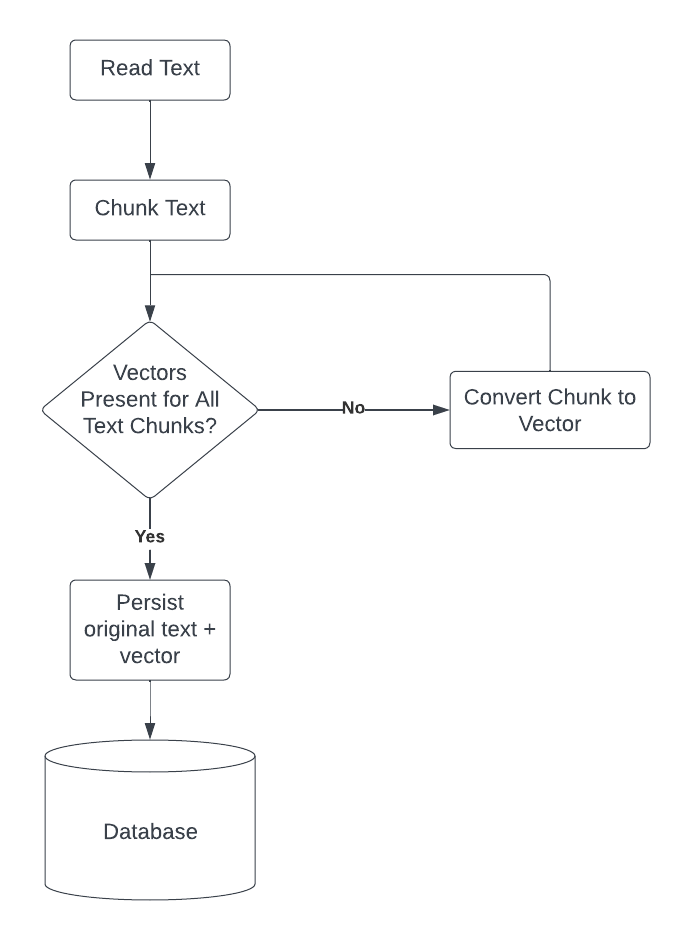 Read Text
Chunk Text
Vectors
Present for All
Text Chunks?
No
Convert Chunk to
Vector
Yes
Persist
original text +
vector
Database